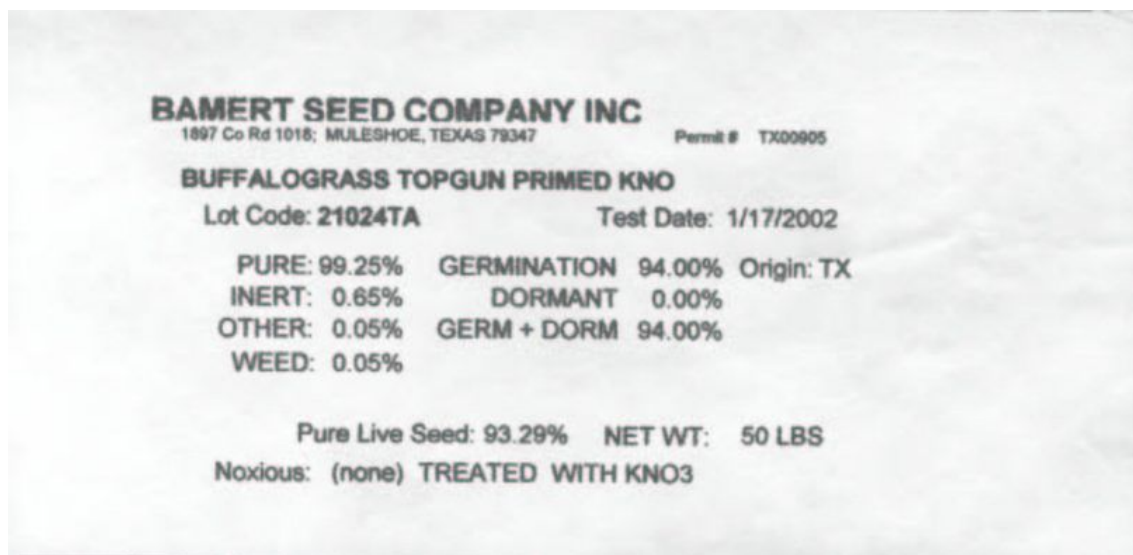 BAMERT SEED COMPANY INC
1897 Co Rd 1018; MULESHOE, TEXAS 79347 Permit # TX00905
BUFFALOGRASS TOPGUN PRIMED KNO
Lot Code: 21024TA Test Date: 1/17/2002
PURE: 99.25% GERMINATION 94.00% Origin: TX
INERT: 0.65% DORMANT 0.00%
OTHER: 0.05% GERM + DORM 94.00%
WEED: 0.05%
Pure Live Seed: 93.29% NET WT: 50 LBS
Noxious: (none) TREATED WITH KNO3